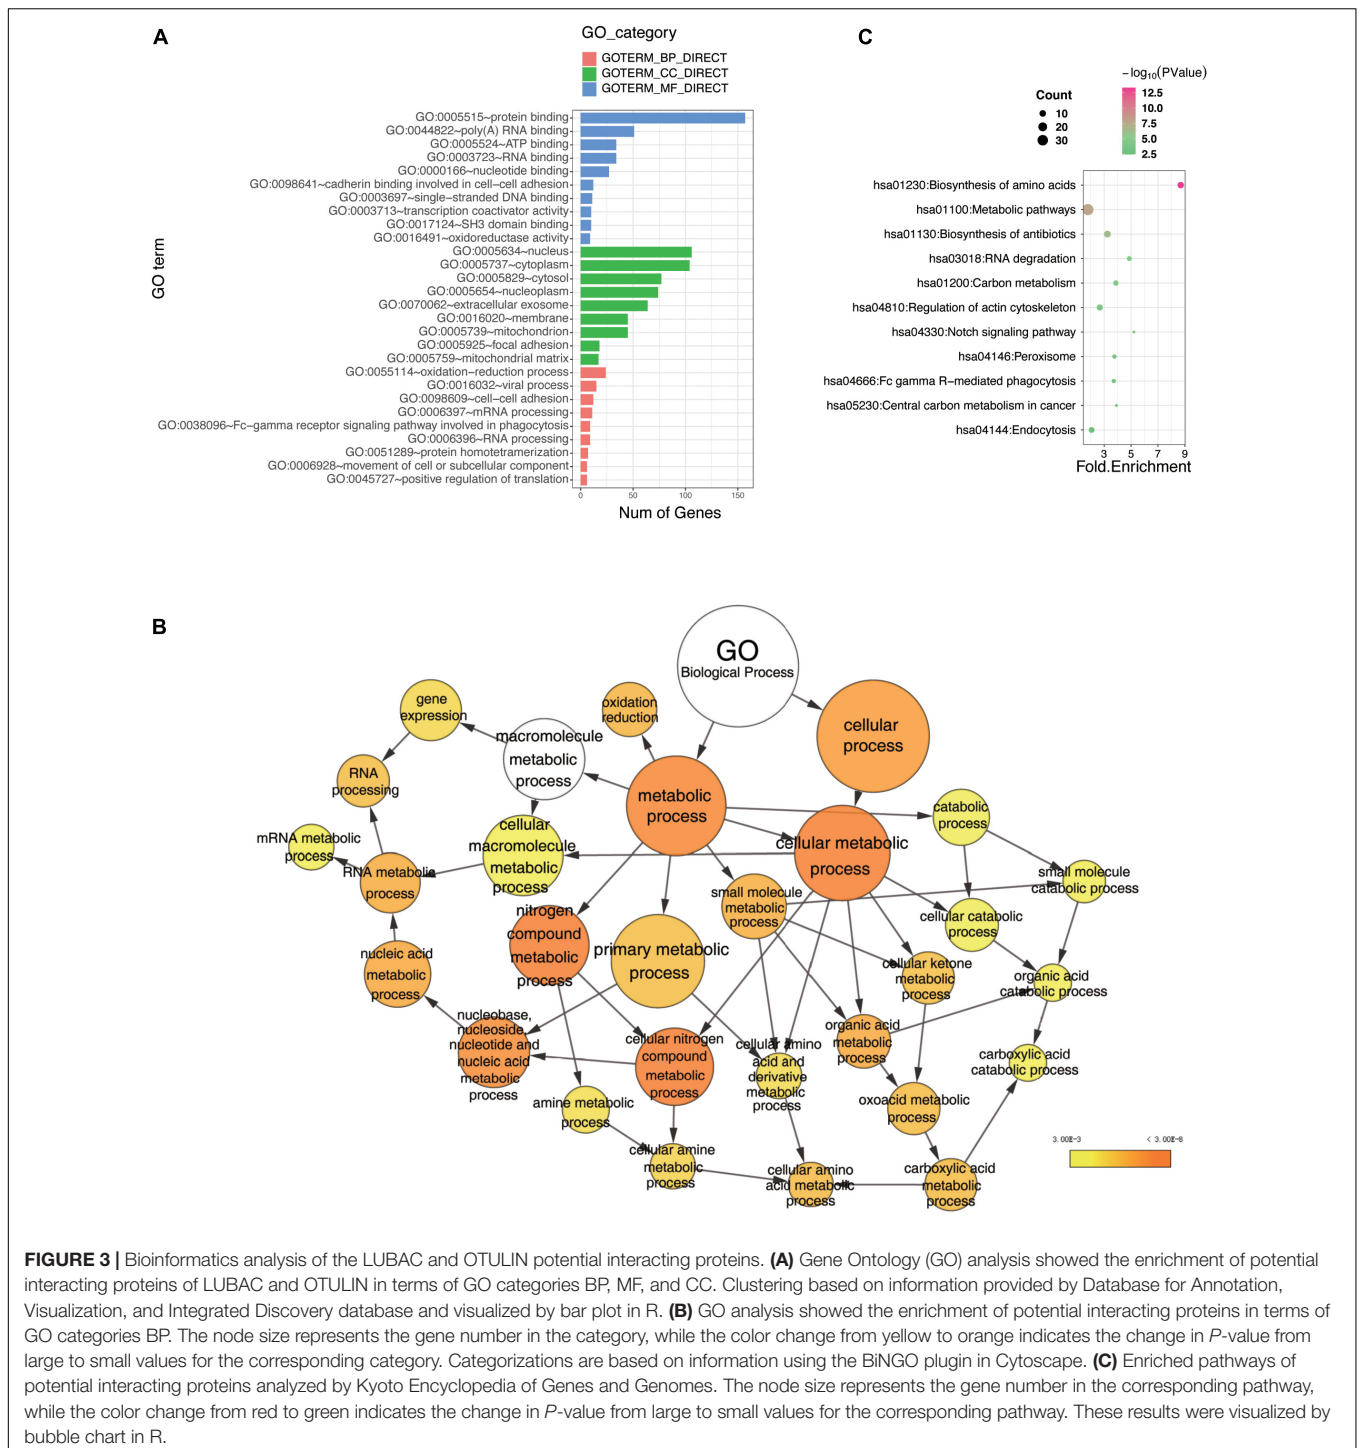 A
GO_category
GOTERM_BP_DIRECT
GOTERM_CC_DIRECT
GOTERM_MF_DIRECT
GO term
GO:0005515~protein binding
GO:0044822~poly(A) RNA binding
GO:0005524~ATP binding
GO:0003723~RNA binding
GO:0000166~nucleotide binding
GO:0098641~cadherin binding involved in cell−cell adhesion
GO:0003697~single−stranded DNA binding
GO:0003713~transcription coactivator activity
GO:0017124~SH3 domain binding
GO:0016491~oxidoreductase activity
GO:0005634~nucleus
GO:0005737~cytoplasm
GO:0005829~cytosol
GO:0005654~nucleoplasm
GO:0070062~extracellular exosome
GO:0016020~membrane
GO:0005739~mitochondrion
GO:0005925~focal adhesion
GO:0005759~mitochondrial matrix
GO:0055114~oxidation−reduction process
GO:0016032~viral process
GO:0098609~cell−cell adhesion
GO:0006397~mRNA processing
GO:0038096~Fc−gamma receptor signaling pathway involved in phagocytosis
GO:0006396~RNA processing
GO:0051289~protein homotetramerization
GO:0006928~movement of cell or subcellular component
GO:0045727~positive regulation of translation
0 50 100 150
Num of Genes
C
Count
10
20
30
−log10(PValue)
12.5
10.0
7.5
5.0
2.5
hsa01230:Biosynthesis of amino acids
hsa01100:Metabolic pathways
hsa01130:Biosynthesis of antibiotics
hsa03018:RNA degradation
hsa01200:Carbon metabolism
hsa04810:Regulation of actin cytoskeleton
hsa04330:Notch signaling pathway
hsa04146:Peroxisome
hsa04666:Fc gamma R−mediated phagocytosis
hsa05230:Central carbon metabolism in cancer
hsa04144:Endocytosis
3 5 7 9
Fold.Enrichment
B
GO
Biological Process
gene
expression
oxidation
reduction
cellular
process
macromolecule
metabolic
process
RNA
processing
metabolic
process
catabolic
process
mRNA metabolic
process
cellular
macromolecule
metabolic
process
cellular metabolic
process
RNA metabolic
process
small molecule
metabolic
process
small molecule
catabolic process
nitrogen
compound
metabolic
process
primary metabolic
process
cellular catabolic
process
nucleic acid
metabolic
process
cellular ketone
metabolic
process
organic acid
catabolic process
nucleobase,
nucleoside,
nucleotide and
nucleic acid
metabolic
process
cellular nitrogen
compound
metabolic
process
cellular amino
acid and
derivative
metabolic
process
organic acid
metabolic
process
carboxylic acid
catabolic process
amine metabolic
process
oxoacid metabolic
process
cellular amine
metabolic
process
cellular amino
acid metabolic
process
carboxylic acid
metabolic
process
3.00E-3 < 3.00E-8
FIGURE 3 | Bioinformatics analysis of the LUBAC and OTULIN potential interacting proteins. (A) Gene Ontology (GO) analysis showed the enrichment of potential
interacting proteins of LUBAC and OTULIN in terms of GO categories BP, MF, and CC. Clustering based on information provided by Database for Annotation,
Visualization, and Integrated Discovery database and visualized by bar plot in R. (B) GO analysis showed the enrichment of potential interacting proteins in terms of
GO categories BP. The node size represents the gene number in the category, while the color change from yellow to orange indicates the change in P-value from
large to small values for the corresponding category. Categorizations are based on information using the BiNGO plugin in Cytoscape. (C) Enriched pathways of
potential interacting proteins analyzed by Kyoto Encyclopedia of Genes and Genomes. The node size represents the gene number in the corresponding pathway,
while the color change from red to green indicates the change in P-value from large to small values for the corresponding pathway. These results were visualized by
bubble chart in R.